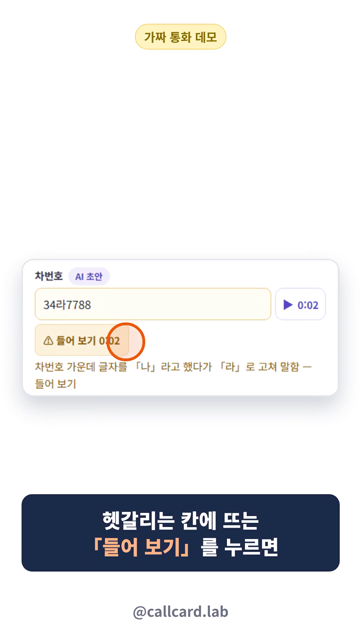 가짜 통화 데모
차번호 AI 초안
34라7788 ▶ 0:02
⚠ 들어 보기 0:02
차번호 가운데 글자를 「나」라고 했다가 「라」로 고쳐 말함 —
들어 보기
헷갈리는 칸에 뜨는
「들어 보기」를 누르면
@callcard.lab